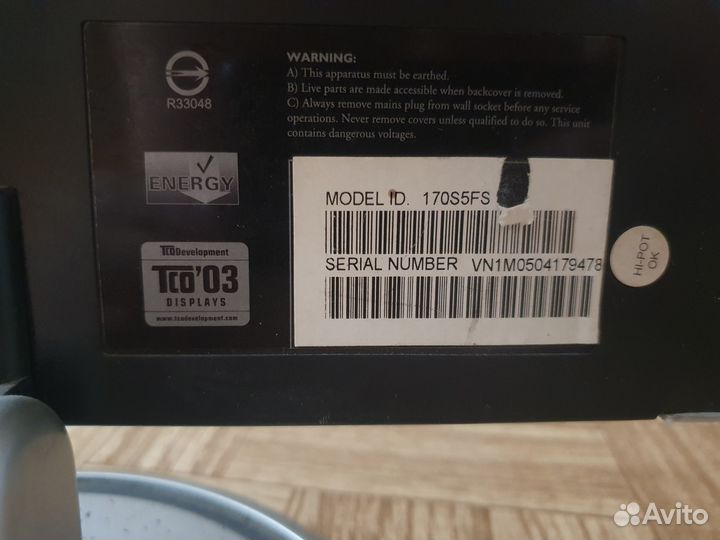 WARNING:
A) This apparatus must be earthed.
B) Live parts are made accessible when backcover is removed.
C) Always remove mains plug from wall socket before any service
operations. Never remove covers unless qualified to do so. This unit
contains dangerous voltages.
R33048
ENERGY
TCO Development
TCO'03
DISPLAYS
www.tcodevelopment.com
MODEL ID. 170S5FS
SERIAL NUMBER VN1M0504179478
HI-POT
OK
Avito